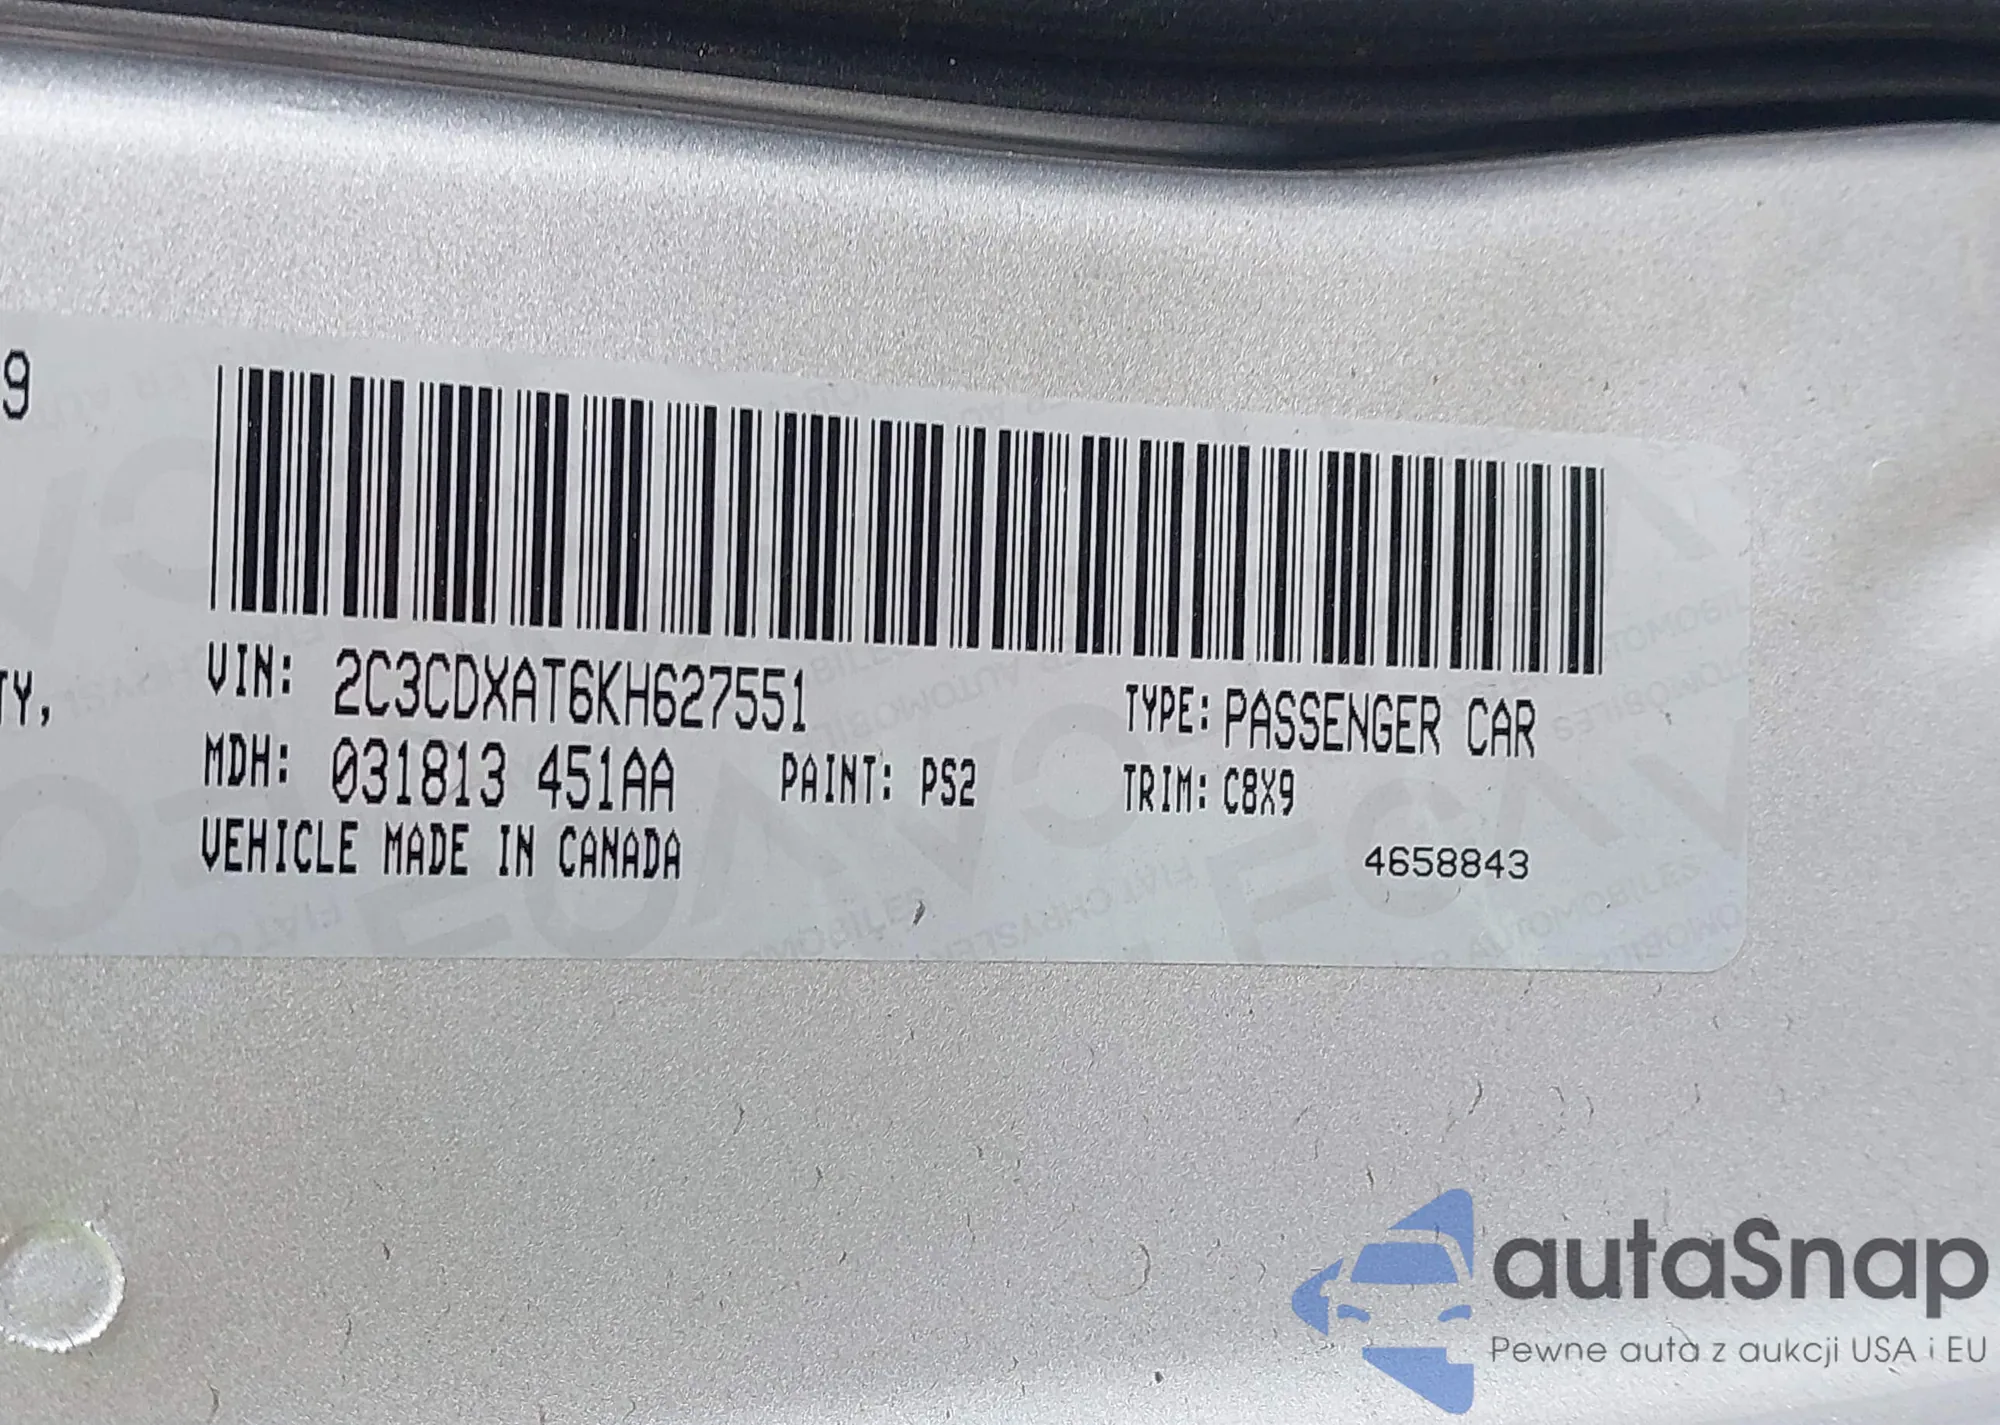 9
TY,
VIN: 2C3CDXAT6KH627551
TYPE: PASSENGER CAR
MDH: 031813 451AA
PAINT: PS2
TRIM: C8X9
VEHICLE MADE IN CANADA
4658843
autaSnap
Pewne auta z aukcji USA i EU